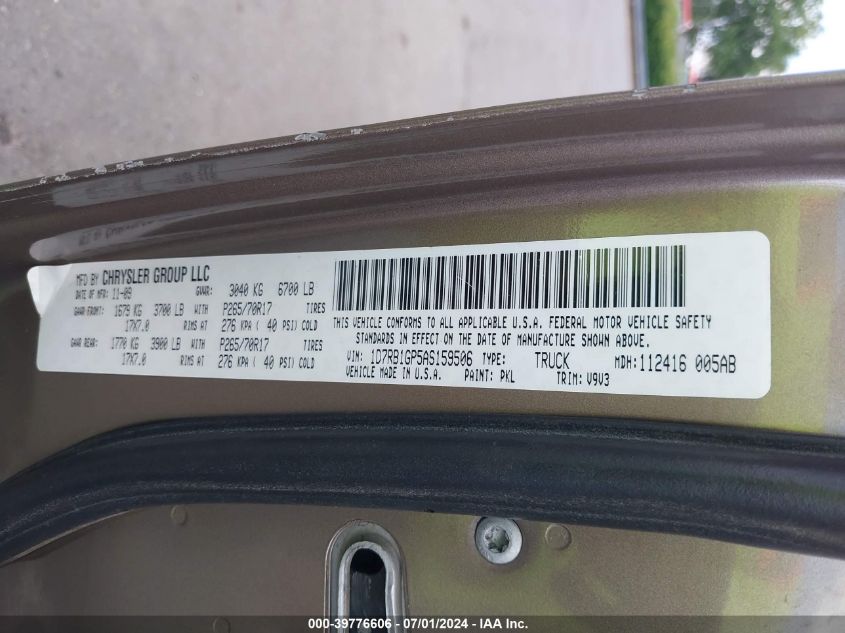 MFD BY CHRYSLER GROUP LLC
DATE OF MFR: 11-09 GVWR: 3040 KG 6700 LB
GAWR FRONT: 1679 KG 3700 LB WITH P265/70R17 TIRES
17X7.0 RIMS AT 276 KPA ( 40 PSI) COLD
GAWR REAR: 1770 KG 3900 LB WITH P265/70R17 TIRES
17X7.0 RIMS AT 276 KPA ( 40 PSI) COLD
THIS VEHICLE CONFORMS TO ALL APPLICABLE U.S.A. FEDERAL MOTOR VEHICLE SAFETY
STANDARDS IN EFFECT ON THE DATE OF MANUFACTURE SHOWN ABOVE.
VIN: 1D7RB1GP5AS159506 TYPE: TRUCK MDH: 112416 005AB
VEHICLE MADE IN U.S.A. PAINT: PKL TRIM: V9V3
000-39776606 - 07/01/2024 - IAA Inc.